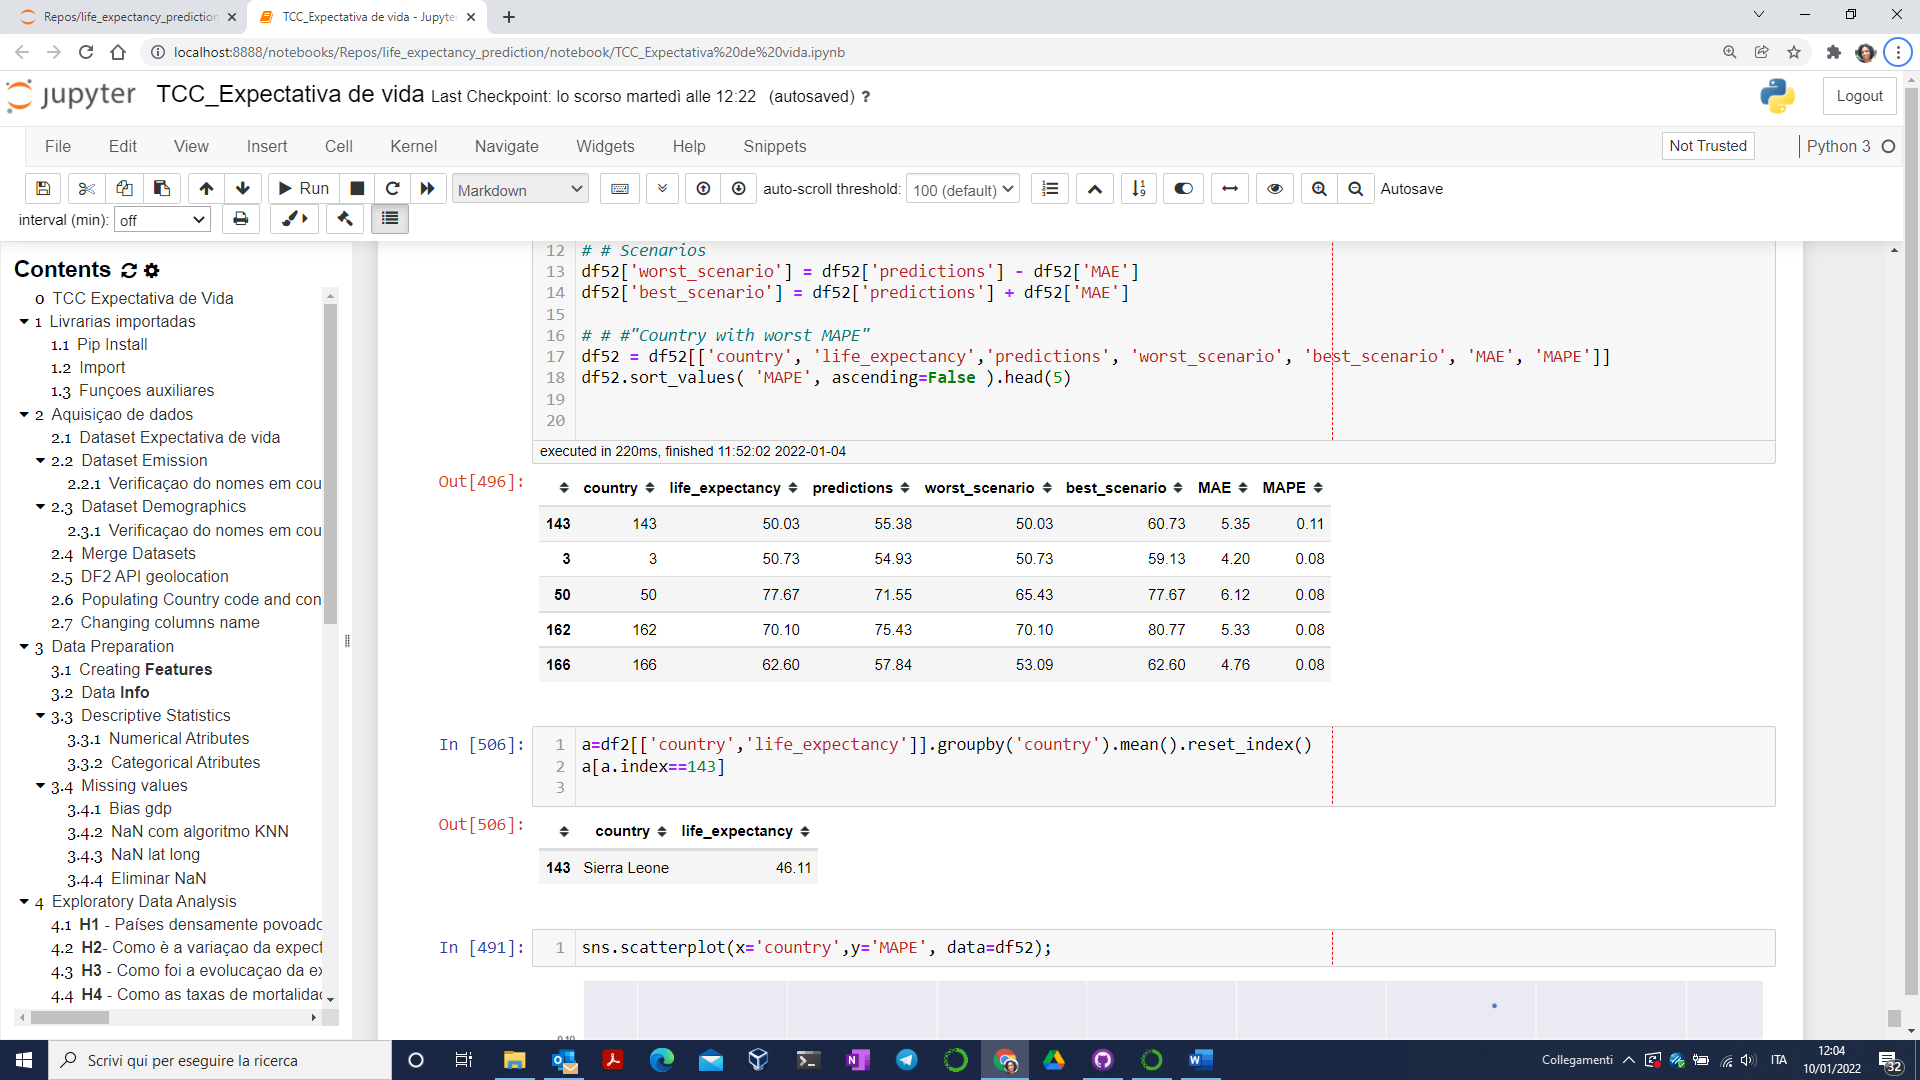 Repos/life_expectancy_prediction
TCC_Expectativa de vida - Jupyter
localhost:8888/notebooks/Repos/life_expectancy_prediction/notebook/TCC_Expectativa%20de%20vida.ipynb
jupyter TCC_Expectativa de vida Last Checkpoint: lo scorso martedì alle 12:22 (autosaved) ?
Logout
File Edit View Insert Cell Kernel Navigate Widgets Help Snippets
Not Trusted Python 3
Run Markdown auto-scroll threshold: 100 (default) Autosave
interval (min): off
Contents
0 TCC Expectativa de Vida
1 Livrarias importadas
1.1 Pip Install
1.2 Import
1.3 Funçoes auxiliares
2 Aquisiçao de dados
2.1 Dataset Expectativa de vida
2.2 Dataset Emission
2.2.1 Verificaçao do nomes em cou
2.3 Dataset Demographics
2.3.1 Verificaçao do nomes em cou
2.4 Merge Datasets
2.5 DF2 API geolocation
2.6 Populating Country code and con
2.7 Changing columns name
3 Data Preparation
3.1 Creating Features
3.2 Data Info
3.3 Descriptive Statistics
3.3.1 Numerical Atributes
3.3.2 Categorical Atributes
3.4 Missing values
3.4.1 Bias gdp
3.4.2 NaN com algoritmo KNN
3.4.3 NaN lat long
3.4.4 Eliminar NaN
4 Exploratory Data Analysis
4.1 H1 - Países densamente povoado
4.2 H2- Como è a variaçao da expect
4.3 H3 - Como foi a evolucaçao da ex
4.4 H4 - Como as taxas de mortalidad
12 # # Scenarios
13 df52['worst_scenario'] = df52['predictions'] - df52['MAE']
14 df52['best_scenario'] = df52['predictions'] + df52['MAE']
15
16 # # #"Country with worst MAPE"
17 df52 = df52[['country', 'life_expectancy','predictions', 'worst_scenario', 'best_scenario', 'MAE', 'MAPE']]
18 df52.sort_values( 'MAPE', ascending=False ).head(5)
19
20
executed in 220ms, finished 11:52:02 2022-01-04
Out[496]:
country life_expectancy predictions worst_scenario best_scenario MAE MAPE
143 143 50.03 55.38 50.03 60.73 5.35 0.11
3 3 50.73 54.93 50.73 59.13 4.20 0.08
50 50 77.67 71.55 65.43 77.67 6.12 0.08
162 162 70.10 75.43 70.10 80.77 5.33 0.08
166 166 62.60 57.84 53.09 62.60 4.76 0.08
In [506]:
1 a=df2[['country','life_expectancy']].groupby('country').mean().reset_index()
2 a[a.index==143]
3
Out[506]:
country life_expectancy
143 Sierra Leone 46.11
In [491]:
1 sns.scatterplot(x='country',y='MAPE', data=df52);
Scrivi qui per eseguire la ricerca
Collegamenti
ITA
12:04
10/01/2022
32